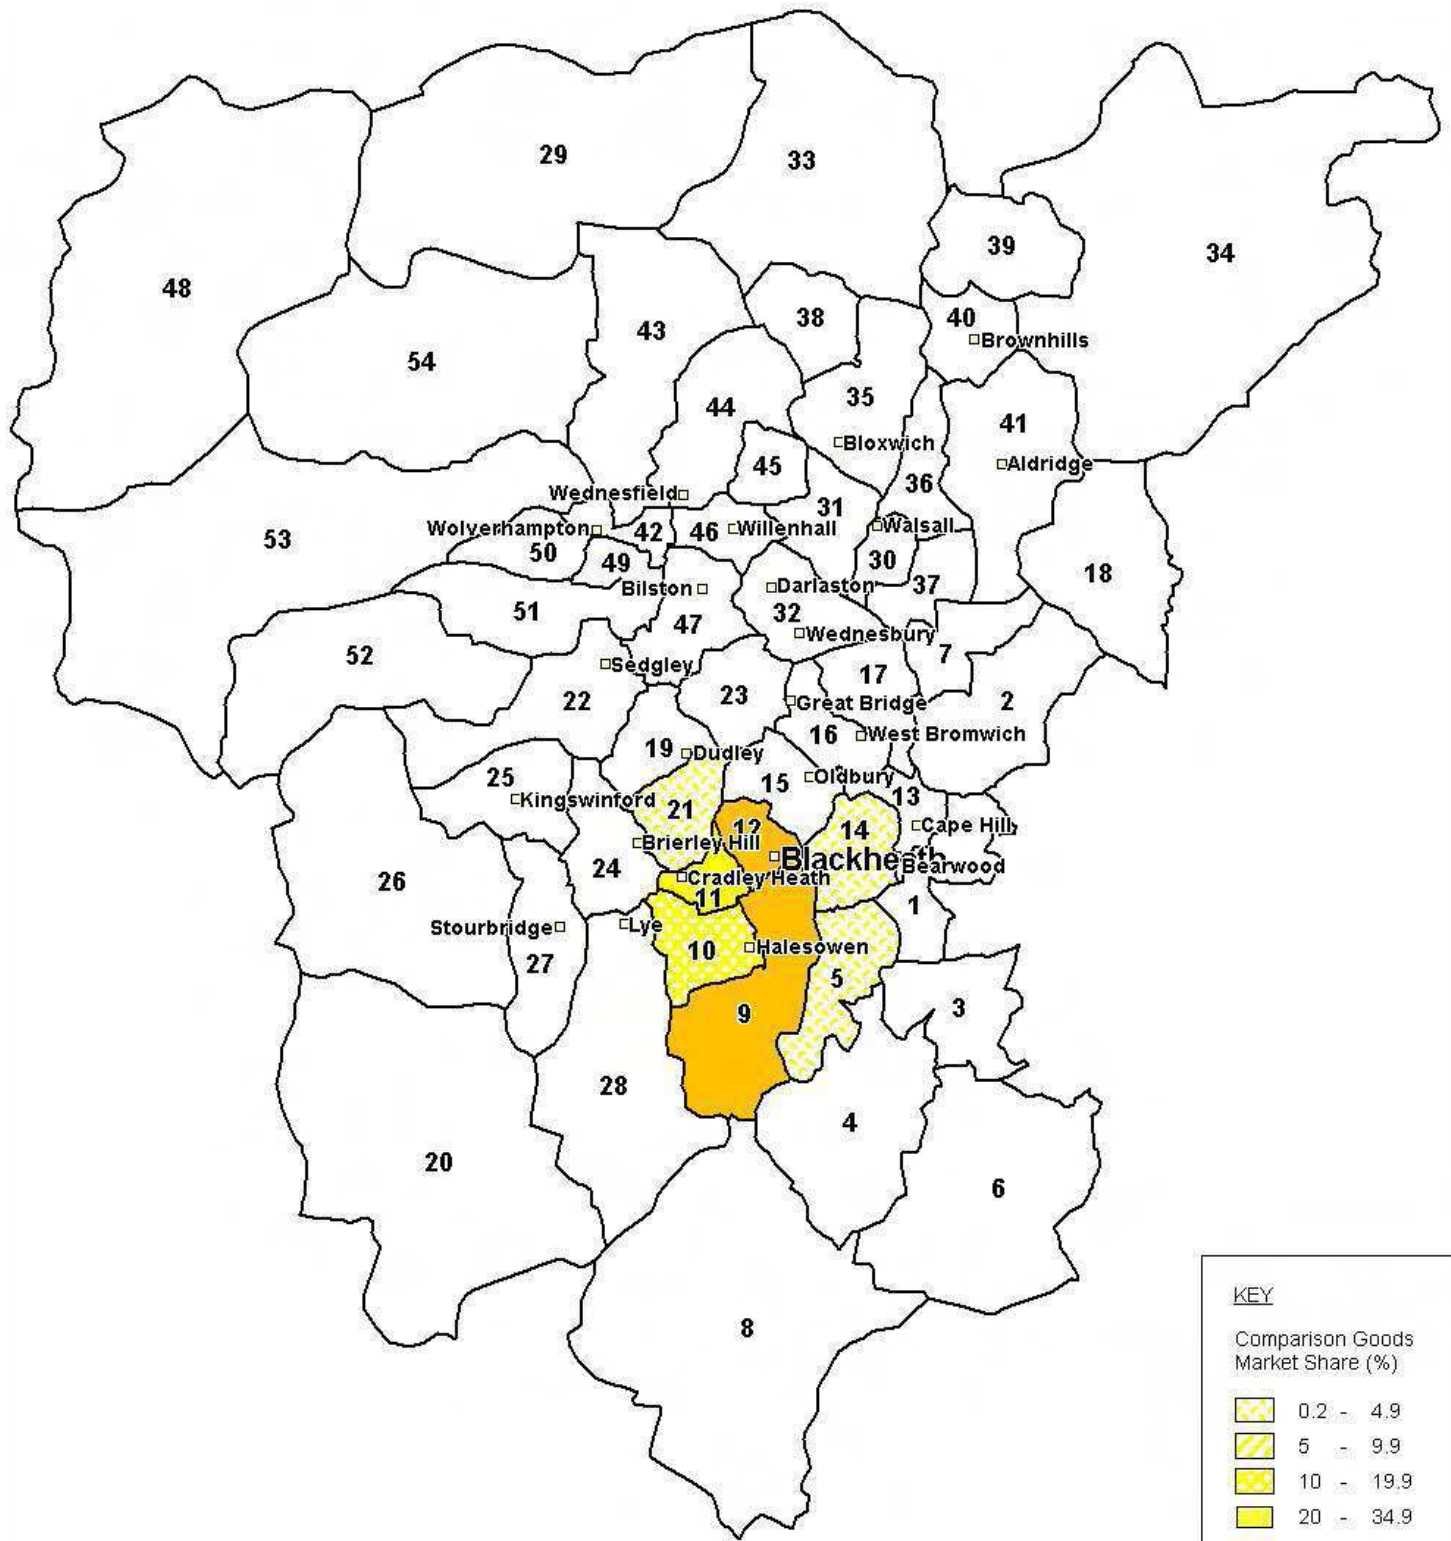 29
33
39
34
48
38
40
Brownhills
43
54
35
44
41
Bloxwich
Aldridge
45
36
Wednesfield
31
Wolverhampton
42
46
Willenhall
Walsall
53
50
49
30
18
Bilston
Darlaston
37
51
32
47
Wednesbury
52
Sedgley
7
17
22
23
Great Bridge
2
16
West Bromwich
19
Dudley
15
Oldbury
25
Kingswinford
13
21
12
14
Cape Hill
Brierley Hill
Blackheath
Bearwood
24
Cradley Heath
26
11
1
Stourbridge
Lye
10
Halesowen
27
5
9
3
28
4
20
6
8
KEY
Comparison Goods
Market Share (%)
0.2 - 4.9
5 - 9.9
10 - 19.9
20 - 34.9